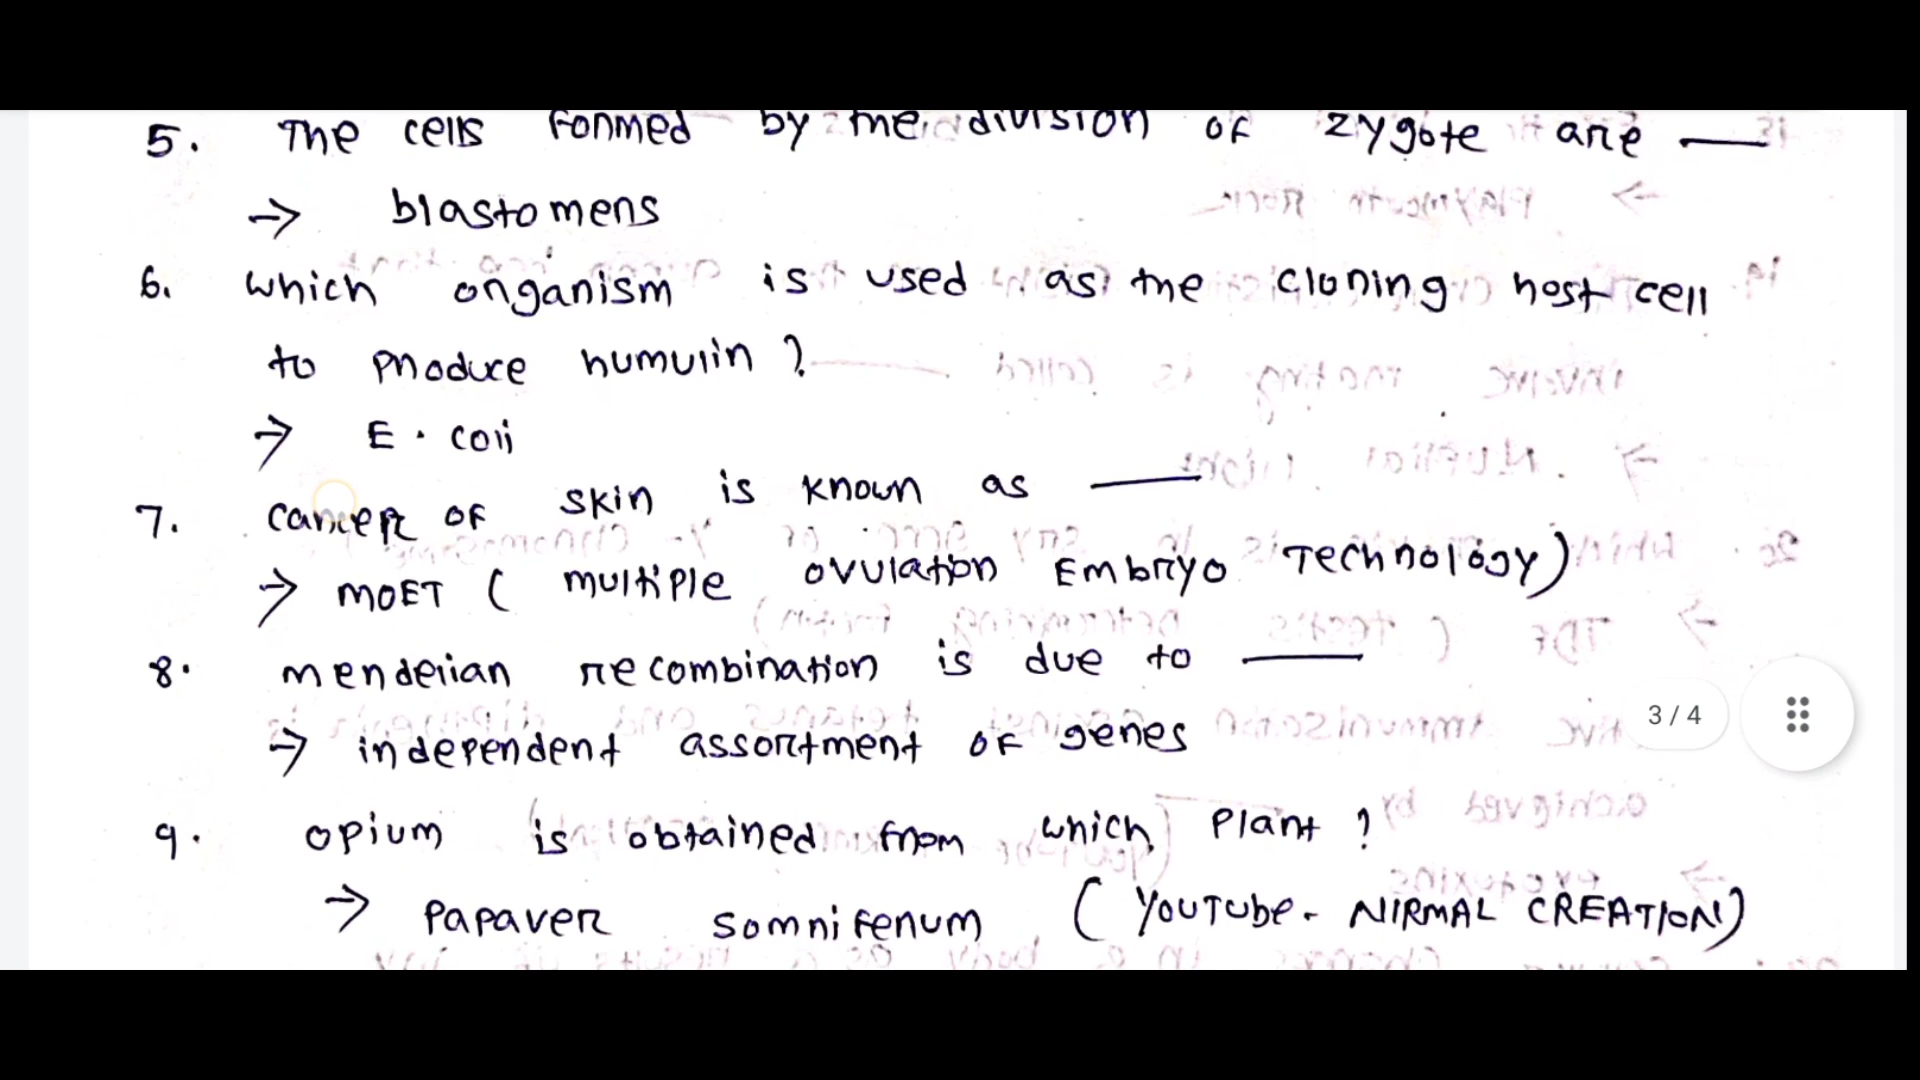 5. The cells formed by the division of zygote are —
→ blastomers
6. which organism is used as the cloning host cell
to produce humulin ?
→ E. coli
7. cancer of skin is known as —
→ MOET ( multiple ovulation Embryo Technology)
8. mendelian recombination is due to —
→ independent assortment of genes
9. opium is obtained from which plant ?
→ papaver somniferum ( YOUTUBE- NIRMAL CREATION)
3 / 4